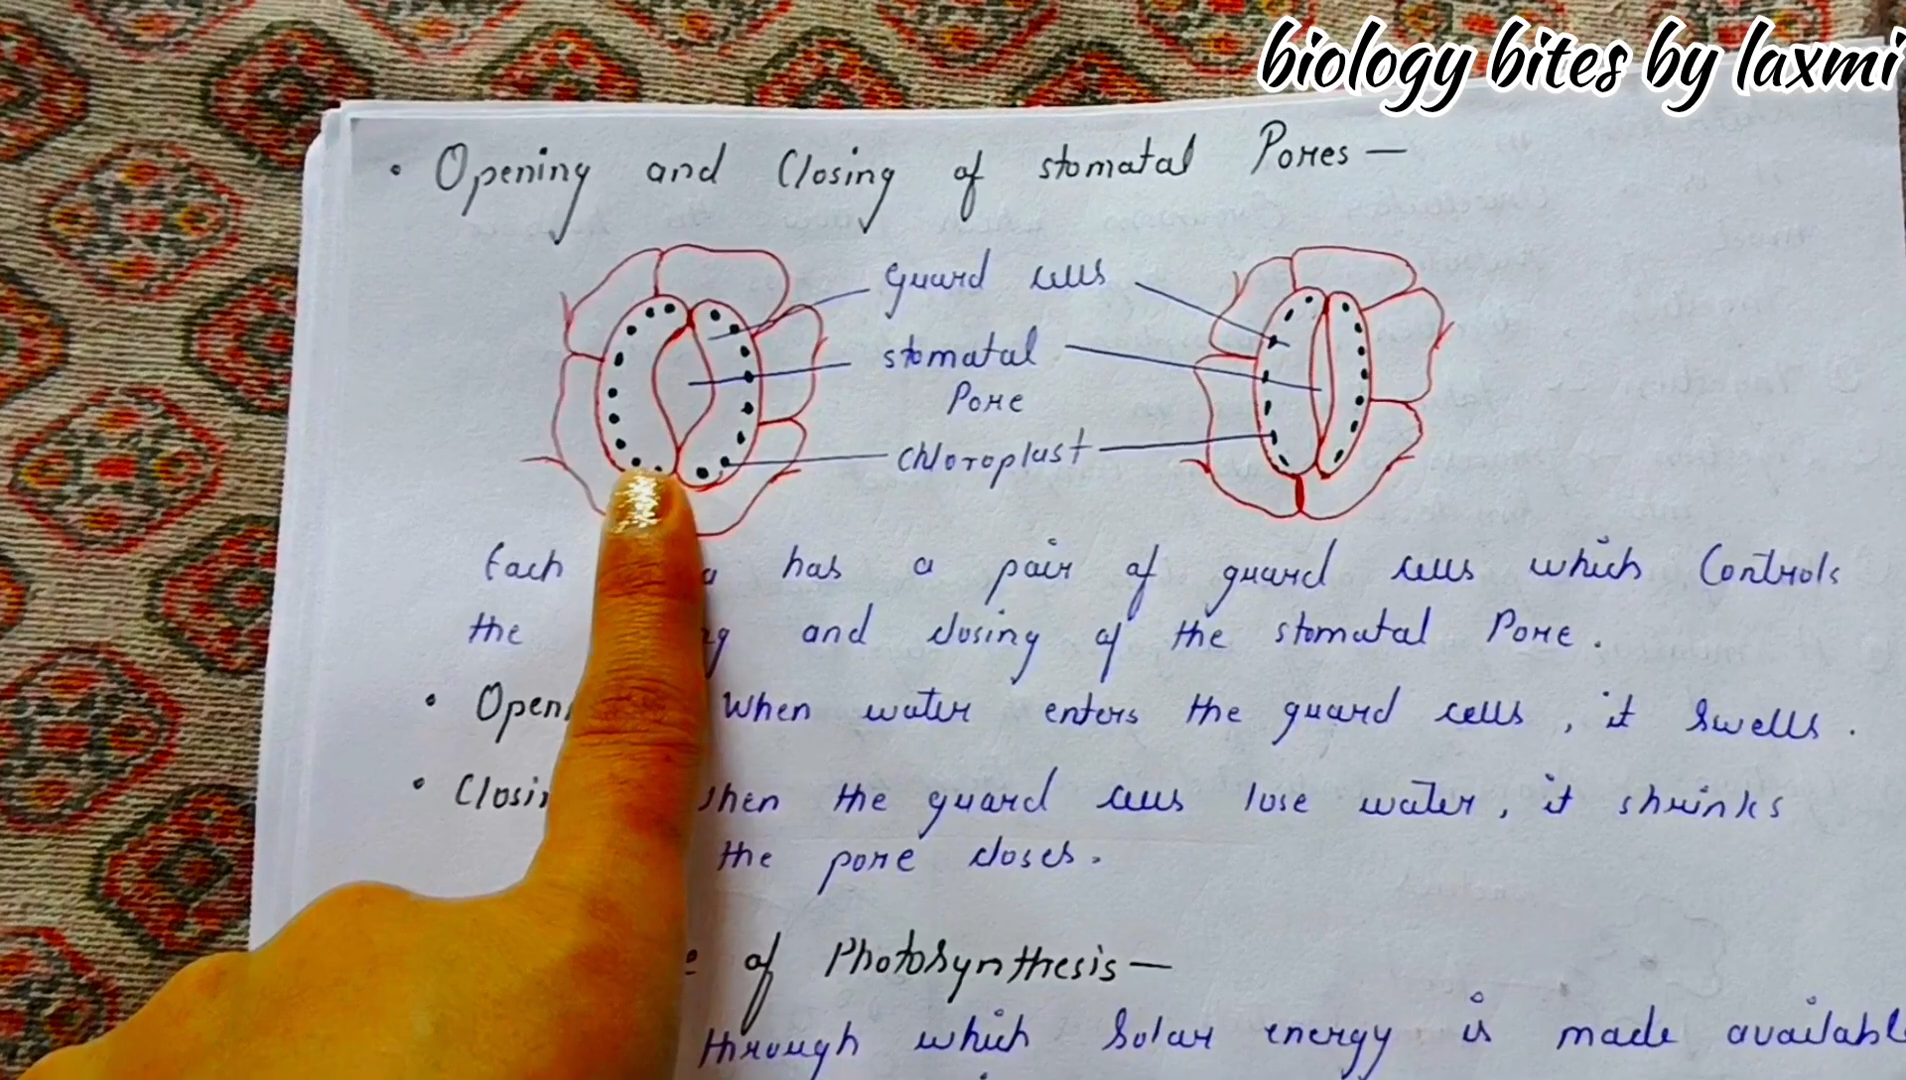 biology bites by laxmi
• Opening and Closing of stomatal Pores —
guard cells
stomatal
Pore
chloroplast
Each has a pair of guard cells which Controls
the and closing of the stomatal Pore.
• When water enters the guard cells, it swells.
• the guard cells lose water, it shrinks
the pore closes.
of Photosynthesis —
through which Solar energy is made